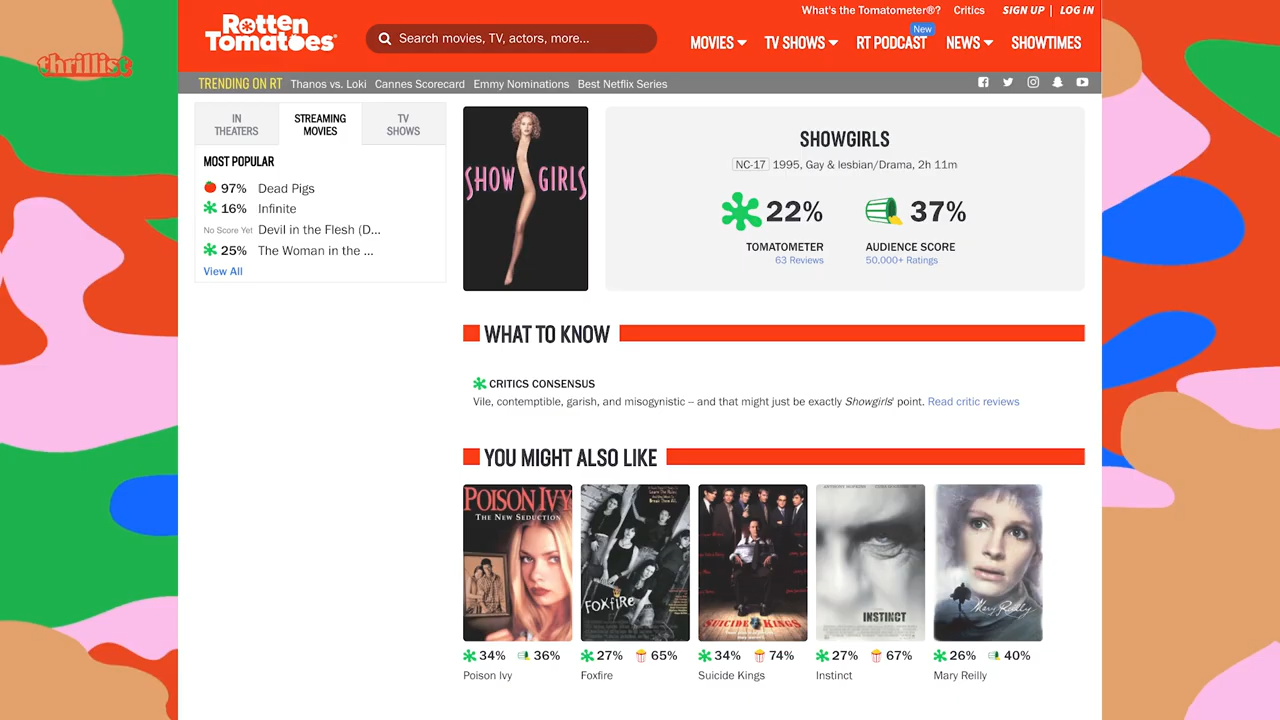 thrillist
Rotten
Tomatoes
Search movies, TV, actors, more...
What's the Tomatometer®?
Critics
SIGN UP | LOG IN
MOVIES
TV SHOWS
RT PODCAST
New
NEWS
SHOWTIMES
TRENDING ON RT
Thanos vs. Loki
Cannes Scorecard
Emmy Nominations
Best Netflix Series
IN
THEATERS
STREAMING
MOVIES
TV
SHOWS
MOST POPULAR
97% Dead Pigs
16% Infinite
No Score Yet Devil in the Flesh (D...
25% The Woman in the ...
View All
SHOW GIRLS
SHOWGIRLS
NC-17 1995, Gay & lesbian/Drama, 2h 11m
22%
TOMATOMETER
63 Reviews
37%
AUDIENCE SCORE
50,000+ Ratings
WHAT TO KNOW
CRITICS CONSENSUS
Vile, contemptible, garish, and misogynistic – and that might just be exactly Showgirls' point. Read critic reviews
YOU MIGHT ALSO LIKE
POISON IVY
THE NEW SEDUCTION
FOXFIRE
SUICIDE KINGS
INSTINCT
Mary Reilly
34% 36%
Poison Ivy
27% 65%
Foxfire
34% 74%
Suicide Kings
27% 67%
Instinct
26% 40%
Mary Reilly